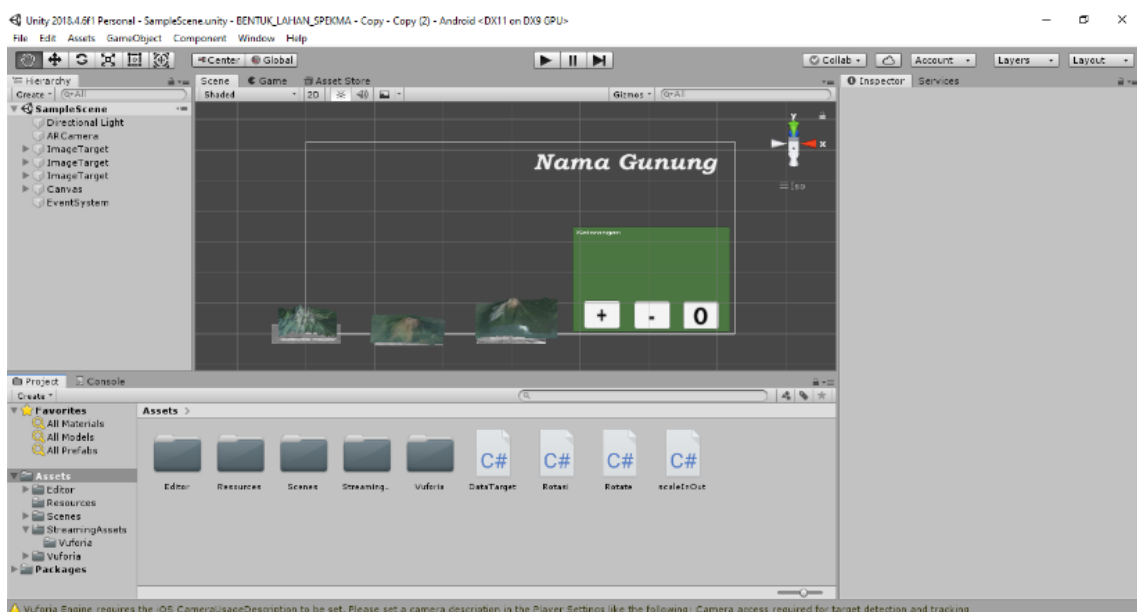 Unity 2018.4.6f1 Personal - SampleScene.unity - BENTUK_LAHAN_SPEKMA - Copy - Copy (2) - Android <DX11 on DX9 GPU>
File Edit Assets GameObject Component Window Help
Center Global
Collab Account Layers Layout
Hierarchy
Create All
SampleScene
Directional Light
ARCamera
ImageTarget
ImageTarget
ImageTarget
Canvas
EventSystem
Scene Game Asset Store
Shaded 2D Gizmos All
y
x
Iso
Nama Gunung
Keterangan
+ - 0
Inspector Services
Project Console
Create
Favorites
All Materials
All Models
All Prefabs
Assets
Editor
Resources
Scenes
StreamingAssets
Vuforia
Vuforia
Packages
Assets >
C# C# C# C#
Editor Resources Scenes Streaming... Vuforia DataTarget Rotasi Rotate scaleInOut
Vuforia Engine requires the iOS CameraUsageDescription to be set. Please set a camera description in the Player Settings like the following: Camera access required for target detection and tracking